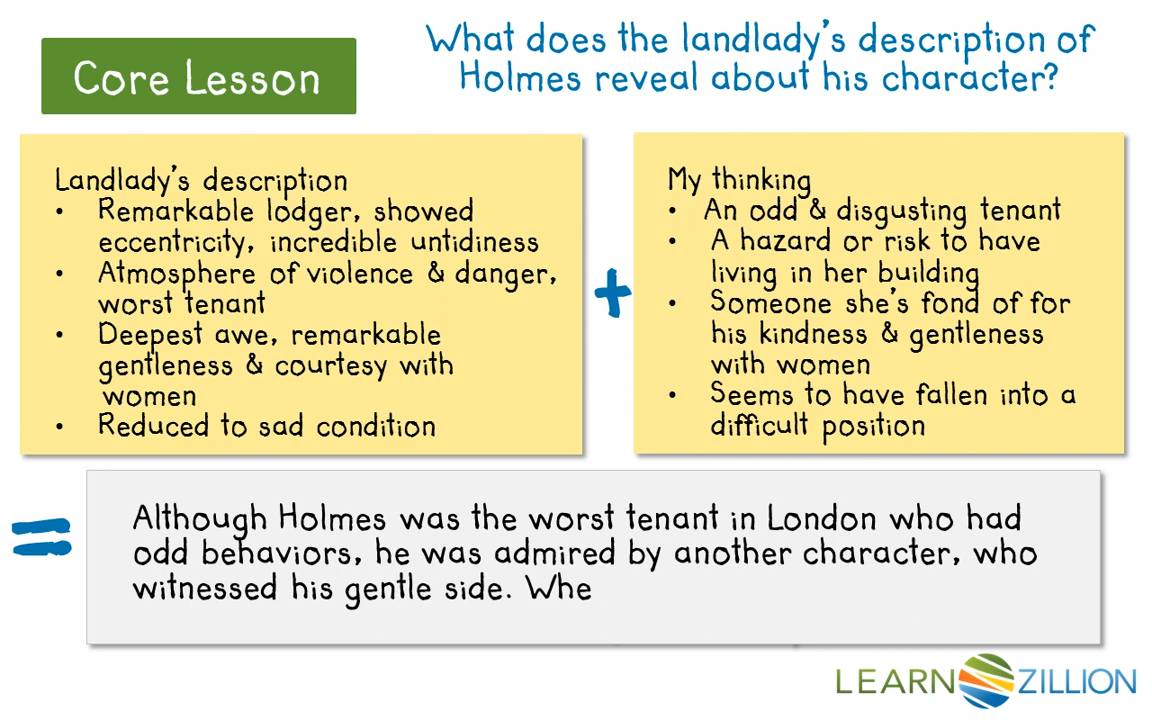 Core Lesson
What does the landlady's description of
Holmes reveal about his character?
Landlady's description
• Remarkable lodger, showed
eccentricity, incredible untidiness
• Atmosphere of violence & danger,
worst tenant
• Deepest awe, remarkable
gentleness & courtesy with
women
• Reduced to sad condition
+
My thinking
• An odd & disgusting tenant
• A hazard or risk to have
living in her building
• Someone she's fond of for
his kindness & gentleness
with women
• Seems to have fallen into a
difficult position
=
Although Holmes was the worst tenant in London who had
odd behaviors, he was admired by another character, who
witnessed his gentle side. Whe
LEARN ZILLION